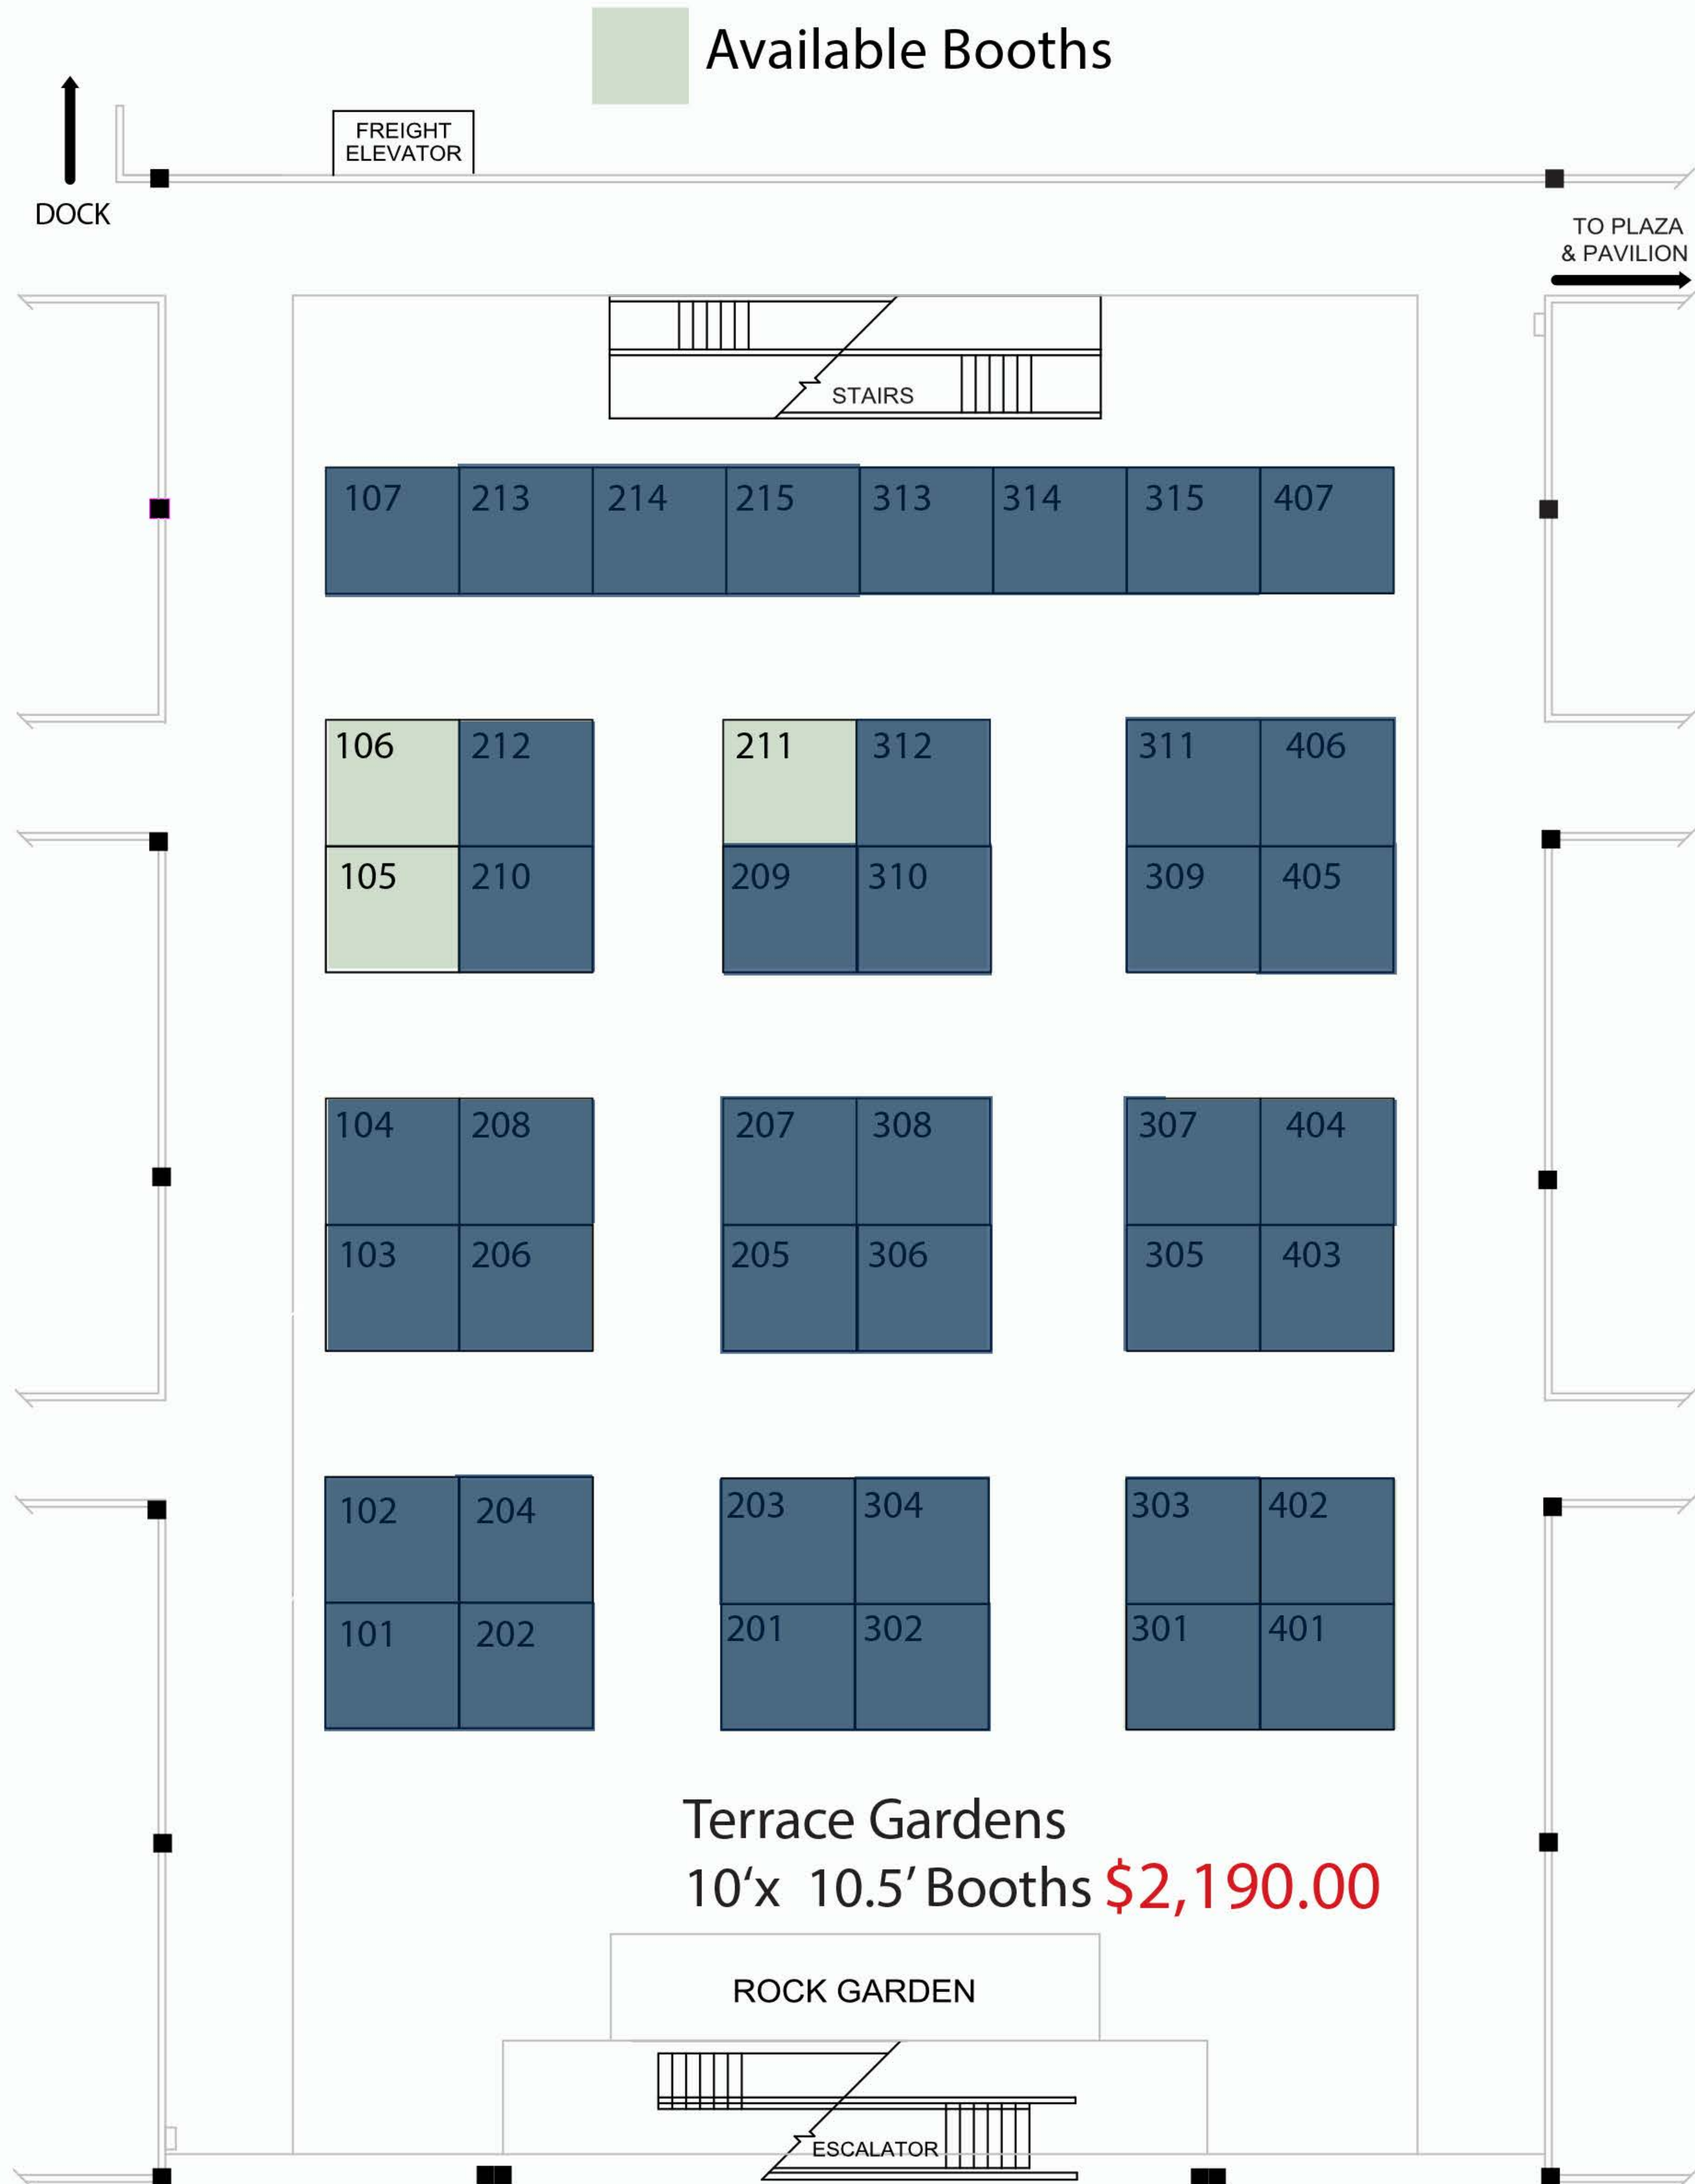 Available Booths
FREIGHT
ELEVATOR
DOCK
TO PLAZA
& PAVILION
STAIRS
107 213 214 215 313 314 315 407
106 212 211 312 311 406
105 210 209 310 309 405
104 208 207 308 307 404
103 206 205 306 305 403
102 204 203 304 303 402
101 202 201 302 301 401
Terrace Gardens
10‘x 10.5’ Booths $2,190.00
ROCK GARDEN
ESCALATOR